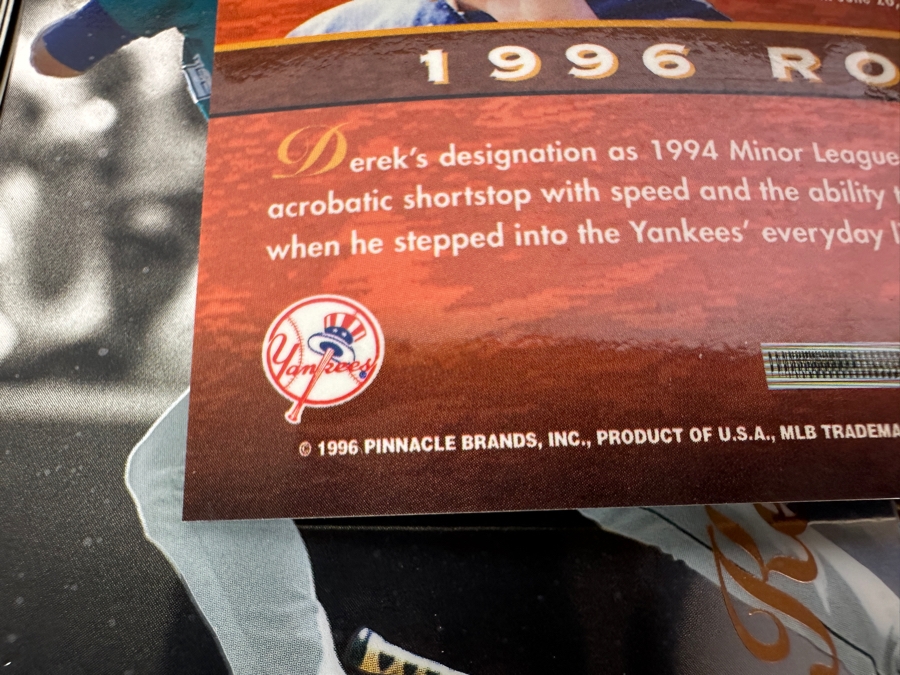 1996 RO
Derek's designation as 1994 Minor League
acrobatic shortstop with speed and the ability
when he stepped into the Yankees' everyday
Yankees
© 1996 PINNACLE BRANDS, INC., PRODUCT OF U.S.A., MLB TRADEMA